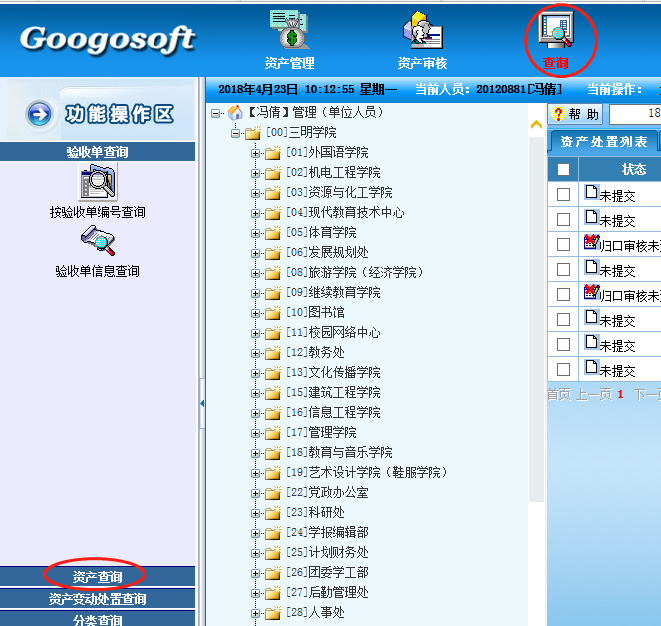 Googosoft
资产管理
资产审核
查询
2018年4月23日 10:12:55 星期一 当前人员：20120881[冯倩] 当前操作：
功能操作区
验收单查询
按验收单编号查询
验收单信息查询
资产查询
资产变动处置查询
分类查询
【冯倩】管理（单位人员）
[00]三明学院
[01]外国语学院
[02]机电工程学院
[03]资源与化工学院
[04]现代教育技术中心
[05]体育学院
[06]发展规划处
[08]旅游学院（经济学院）
[09]继续教育学院
[10]图书馆
[11]校园网络中心
[12]教务处
[13]文化传播学院
[15]建筑工程学院
[16]信息工程学院
[17]管理学院
[18]教育与音乐学院
[19]艺术设计学院（鞋服学院）
[22]党政办公室
[23]科研处
[24]学报编辑部
[25]计划财务处
[26]团委学工部
[27]后勤管理处
[28]人事处
? 帮 助 18
资产处置列表
状态
未提交
未提交
归口审核未
未提交
归口审核未
未提交
未提交
未提交
首页 上一页 1 下一